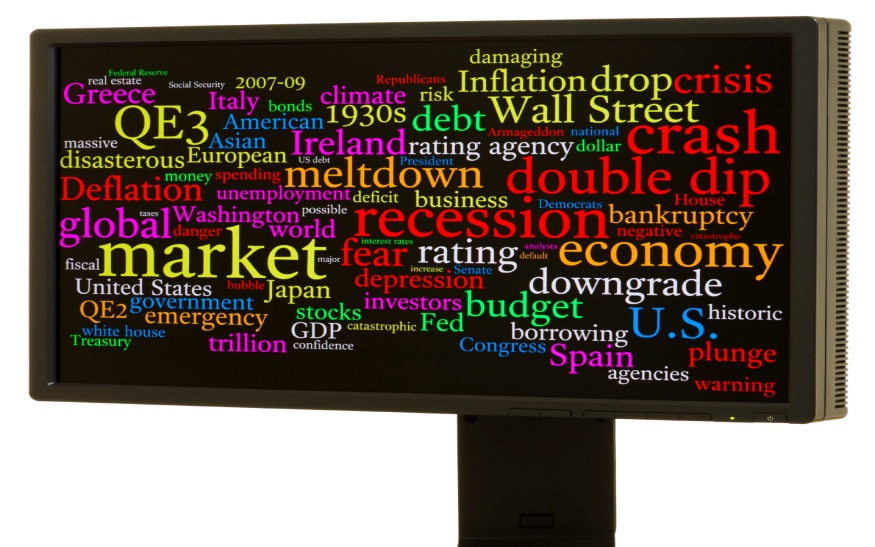 damaging
Federal Reserve
real estate Social Security 2007-09 Republicans Inflation drop crisis
Greece Italy bonds climate risk
QE3 American 1930s debt Wall Street
massive Asian Ireland rating agency Armageddon national dollar crash
disasterous European US debt President
money spending meltdown double dip
Deflation unemployment deficit business Democrats House
global taxes Washington possible recession bankruptcy
danger world negative catastrophe
market major fear interest rates rating analysts default economy
fiscal increase Senate
United States bubble Japan depression downgrade
QE2 government investors budget historic
emergency stocks Fed U.S.
white house GDP catastrophic borrowing
Treasury trillion confidence Congress Spain plunge
agencies warning